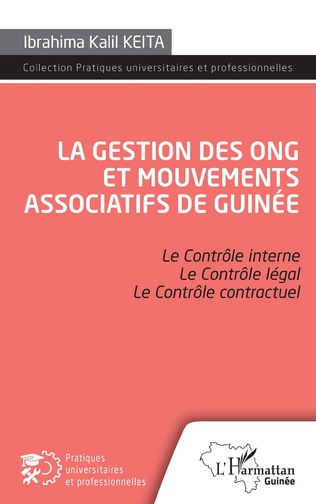 Ibrahima Kalil KEITA
Collection Pratiques universitaires et professionnelles
LA GESTION DES ONG
ET MOUVEMENTS
ASSOCIATIFS DE GUINÉE
Le Contrôle interne
Le Contrôle légal
Le Contrôle contractuel
Pratiques
universitaires
et professionnelles
L'Harmattan
Guinée